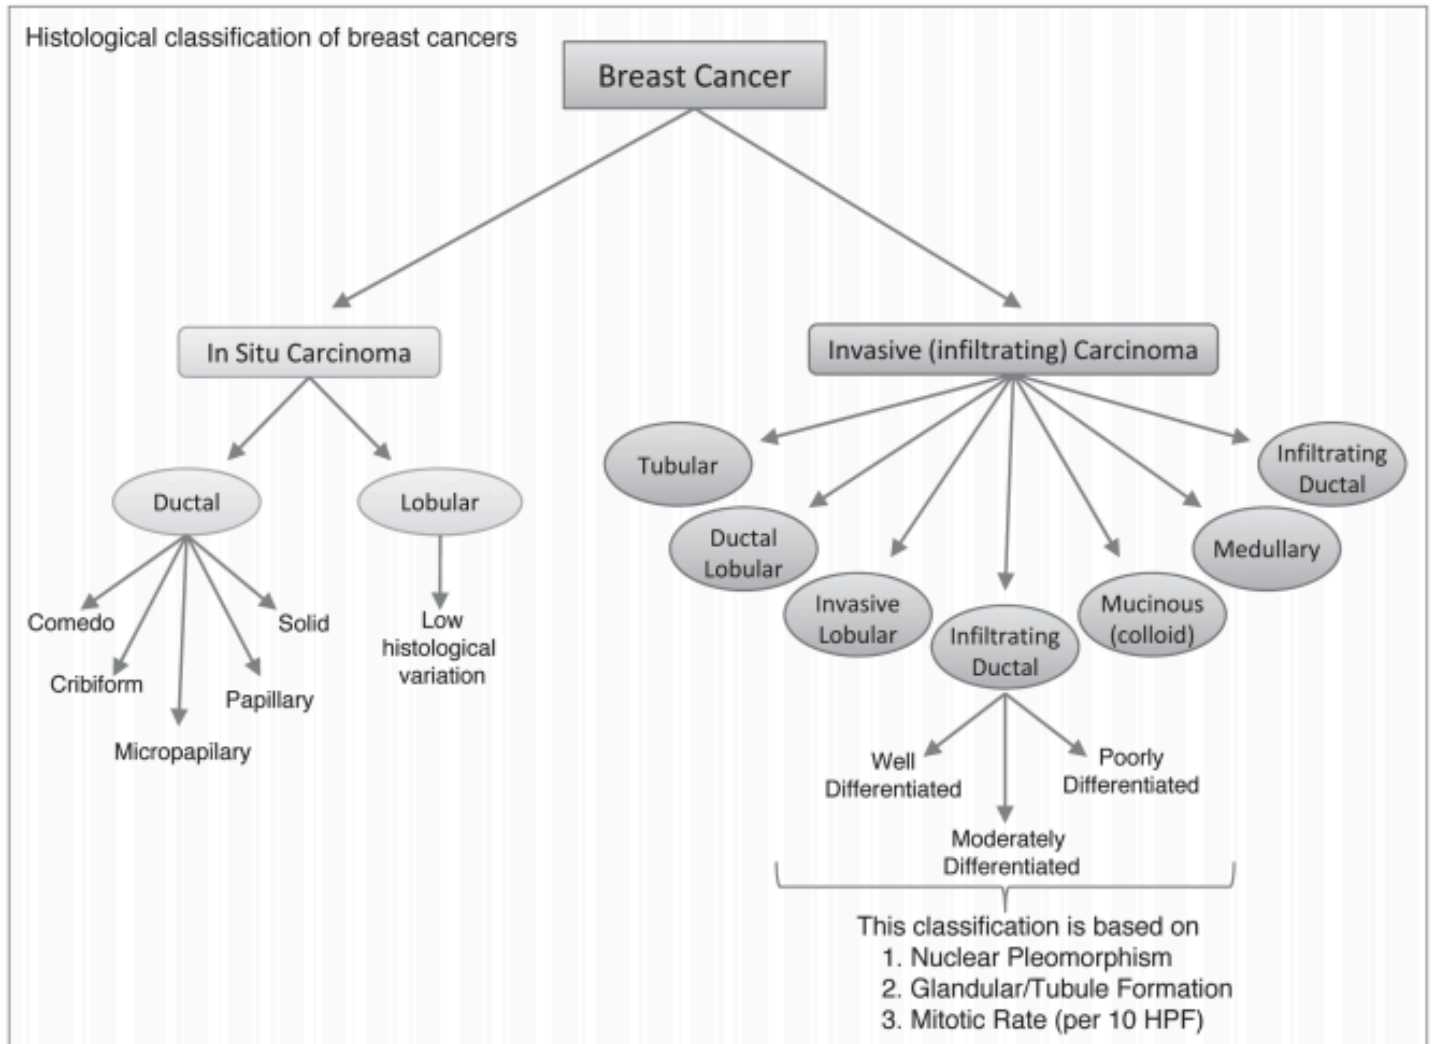 Histological classification of breast cancers
Breast Cancer
In Situ Carcinoma
Invasive (infiltrating) Carcinoma
Ductal
Lobular
Comedo
Cribiform
Micropapilary
Papillary
Solid
Low
histological
variation
Tubular
Ductal
Lobular
Invasive
Lobular
Infiltrating
Ductal
Mucinous
(colloid)
Medullary
Infiltrating
Ductal
Well
Differentiated
Moderately
Differentiated
Poorly
Differentiated
This classification is based on
1. Nuclear Pleomorphism
2. Glandular/Tubule Formation
3. Mitotic Rate (per 10 HPF)